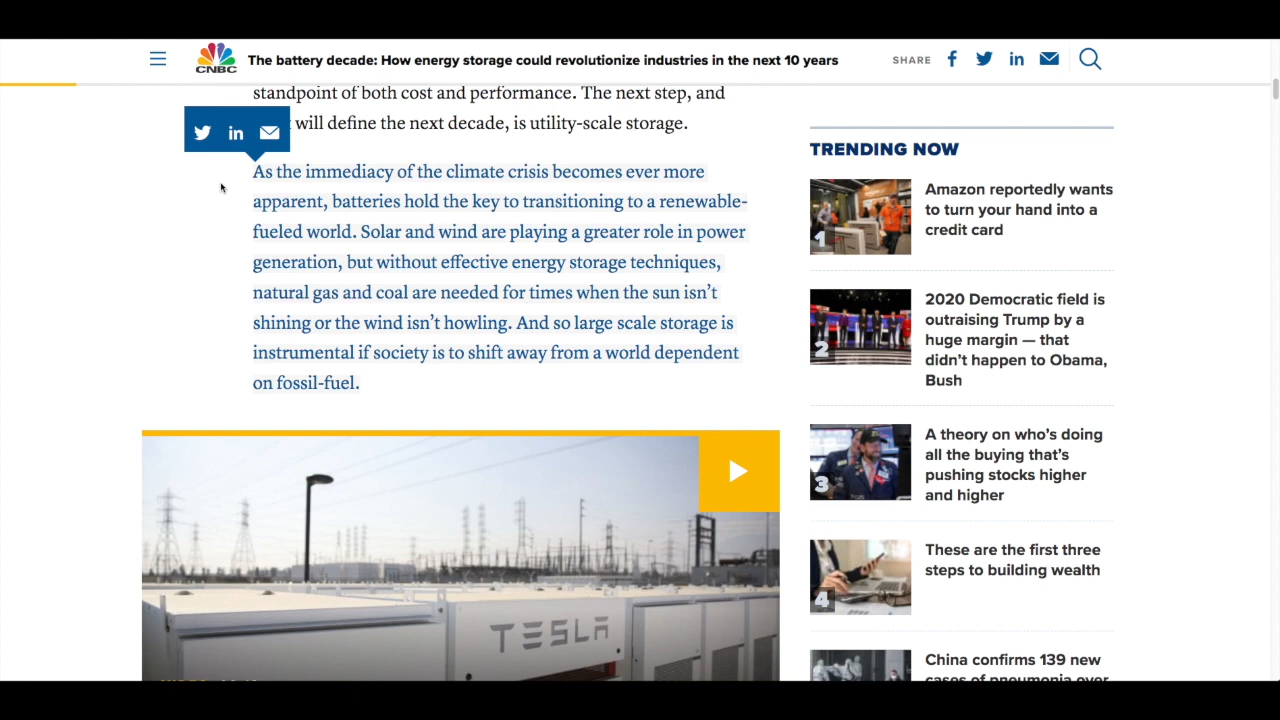 CNBC
The battery decade: How energy storage could revolutionize industries in the next 10 years
SHARE
standpoint of both cost and performance. The next step, and
will define the next decade, is utility-scale storage.
As the immediacy of the climate crisis becomes ever more
apparent, batteries hold the key to transitioning to a renewable-
fueled world. Solar and wind are playing a greater role in power
generation, but without effective energy storage techniques,
natural gas and coal are needed for times when the sun isn’t
shining or the wind isn’t howling. And so large scale storage is
instrumental if society is to shift away from a world dependent
on fossil-fuel.
TESLA
TRENDING NOW
1
Amazon reportedly wants
to turn your hand into a
credit card
2
2020 Democratic field is
outraising Trump by a
huge margin — that
didn’t happen to Obama,
Bush
3
A theory on who’s doing
all the buying that’s
pushing stocks higher
and higher
4
These are the first three
steps to building wealth
China confirms 139 new
cases of pneumonia over